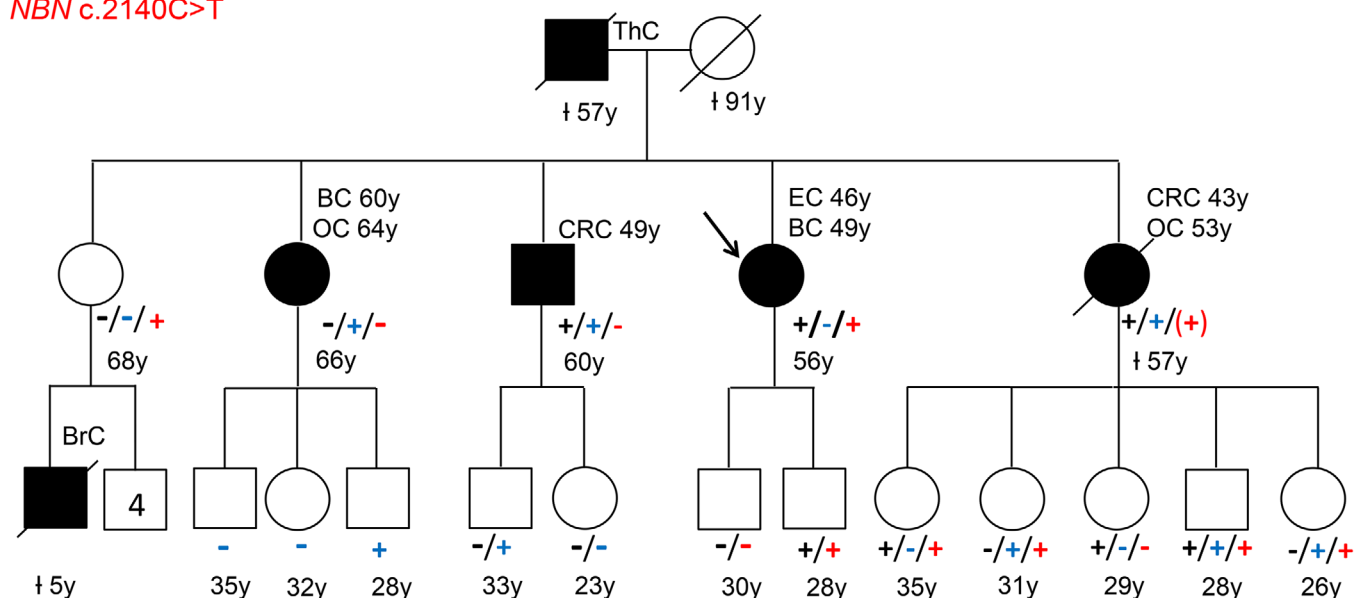 NBN c.2140C>T
ThC
ƚ 57y
ƚ 91y
BC 60y
OC 64y
CRC 49y
EC 46y
BC 49y
CRC 43y
OC 53y
-/-/+
68y
-/+/-
66y
+/+/-
60y
+/-/+
56y
+/+/(+)
ƚ 57y
BrC
4
-
-
+
-/+
-/-
-/-
+/+
+/-/+
-/+/+
+/-/-
+/+/+
-/+/+
ƚ 5y
35y
32y
28y
33y
23y
30y
28y
35y
31y
29y
28y
26y